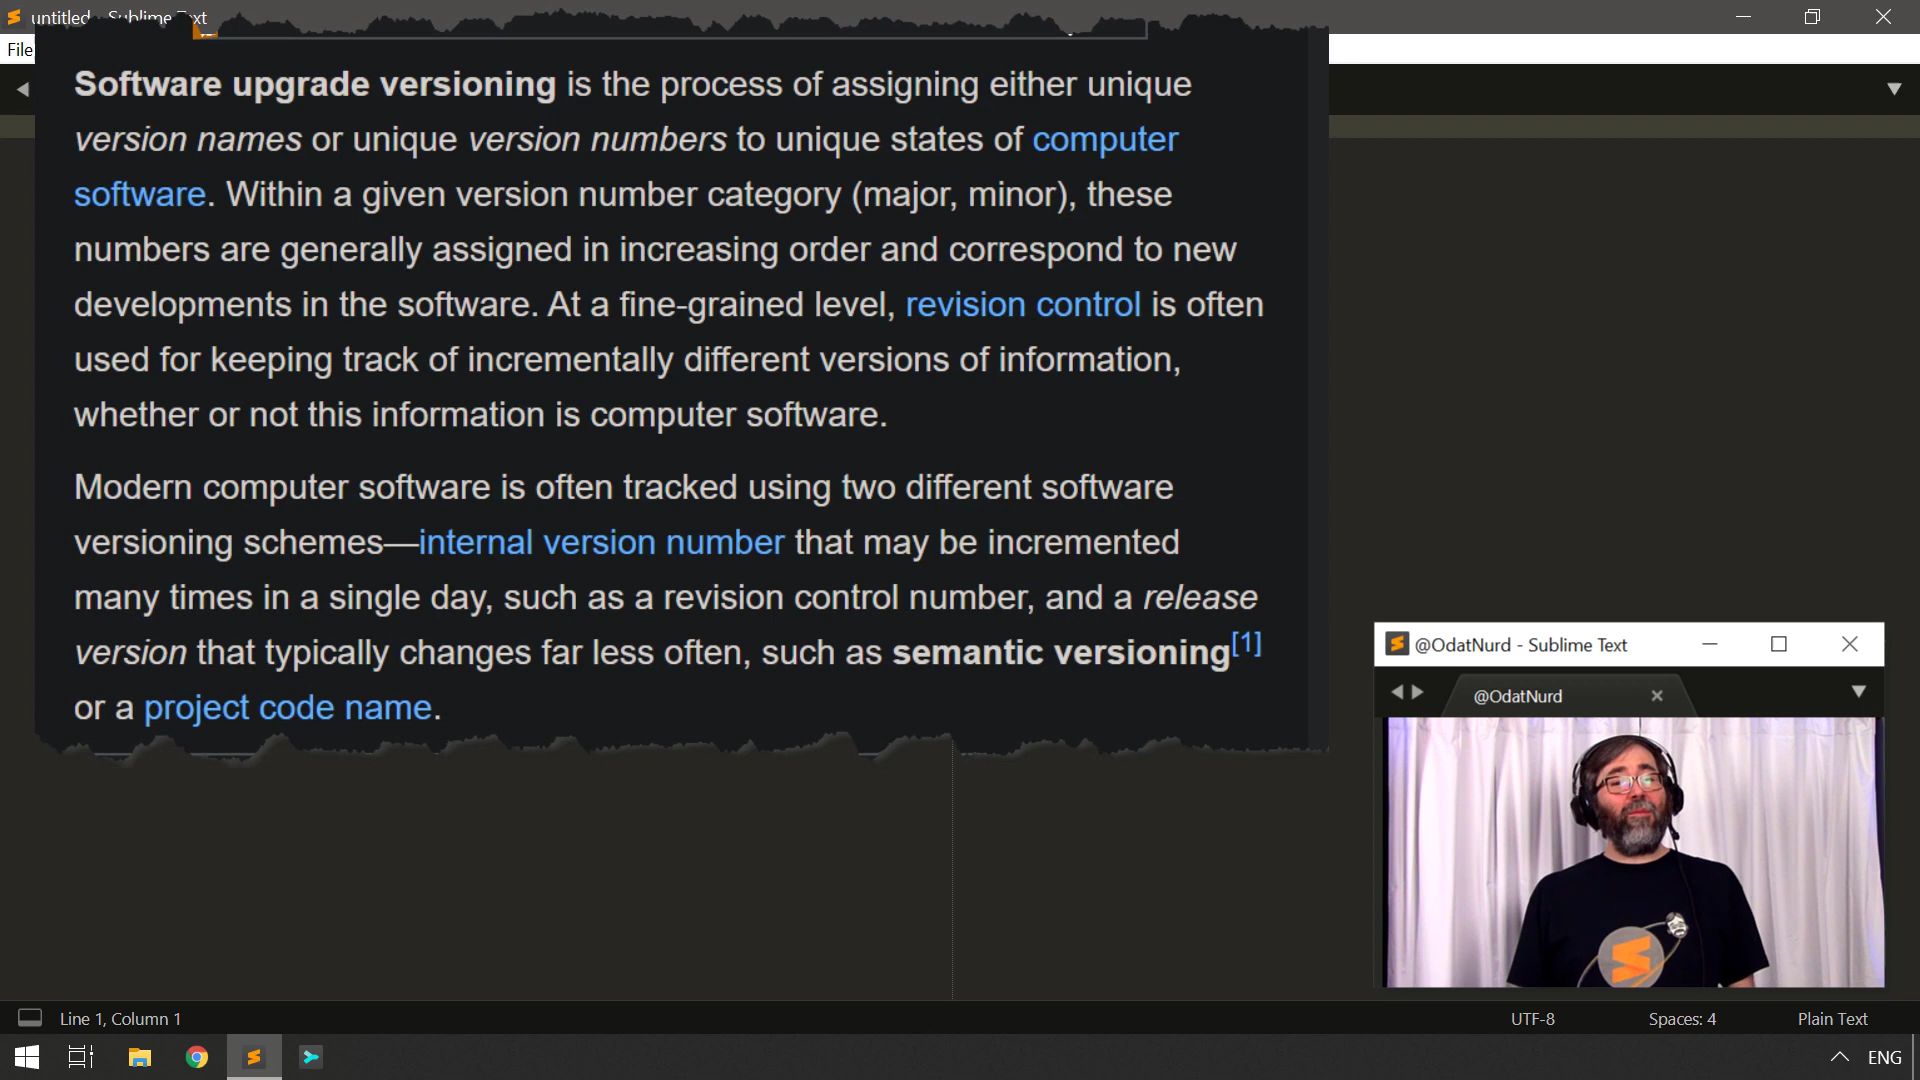 untitled - Sublime Text
File
Software upgrade versioning is the process of assigning either unique
version names or unique version numbers to unique states of computer
software. Within a given version number category (major, minor), these
numbers are generally assigned in increasing order and correspond to new
developments in the software. At a fine-grained level, revision control is often
used for keeping track of incrementally different versions of information,
whether or not this information is computer software.
Modern computer software is often tracked using two different software
versioning schemes—internal version number that may be incremented
many times in a single day, such as a revision control number, and a release
version that typically changes far less often, such as semantic versioning[1]
or a project code name.
@OdatNurd - Sublime Text
@OdatNurd
Line 1, Column 1
UTF-8
Spaces: 4
Plain Text
ENG